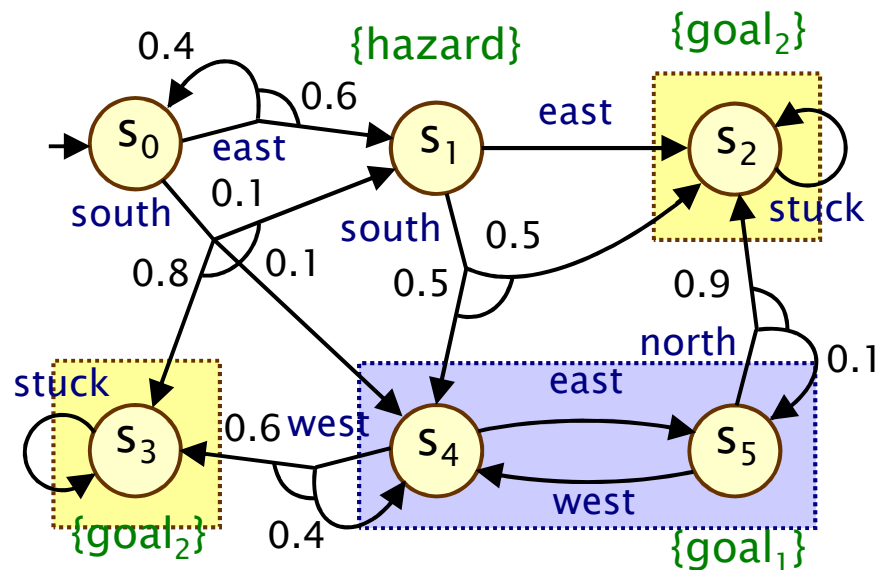 {goal₂}
{hazard}
0.4
0.6
s₀
east
s₁
east
s₂
stuck
south
0.1
south
0.5
0.8
0.1
0.5
0.9
north
0.1
stuck
east
s₃
0.6
west
s₄
s₅
west
0.4
{goal₂}
{goal₁}